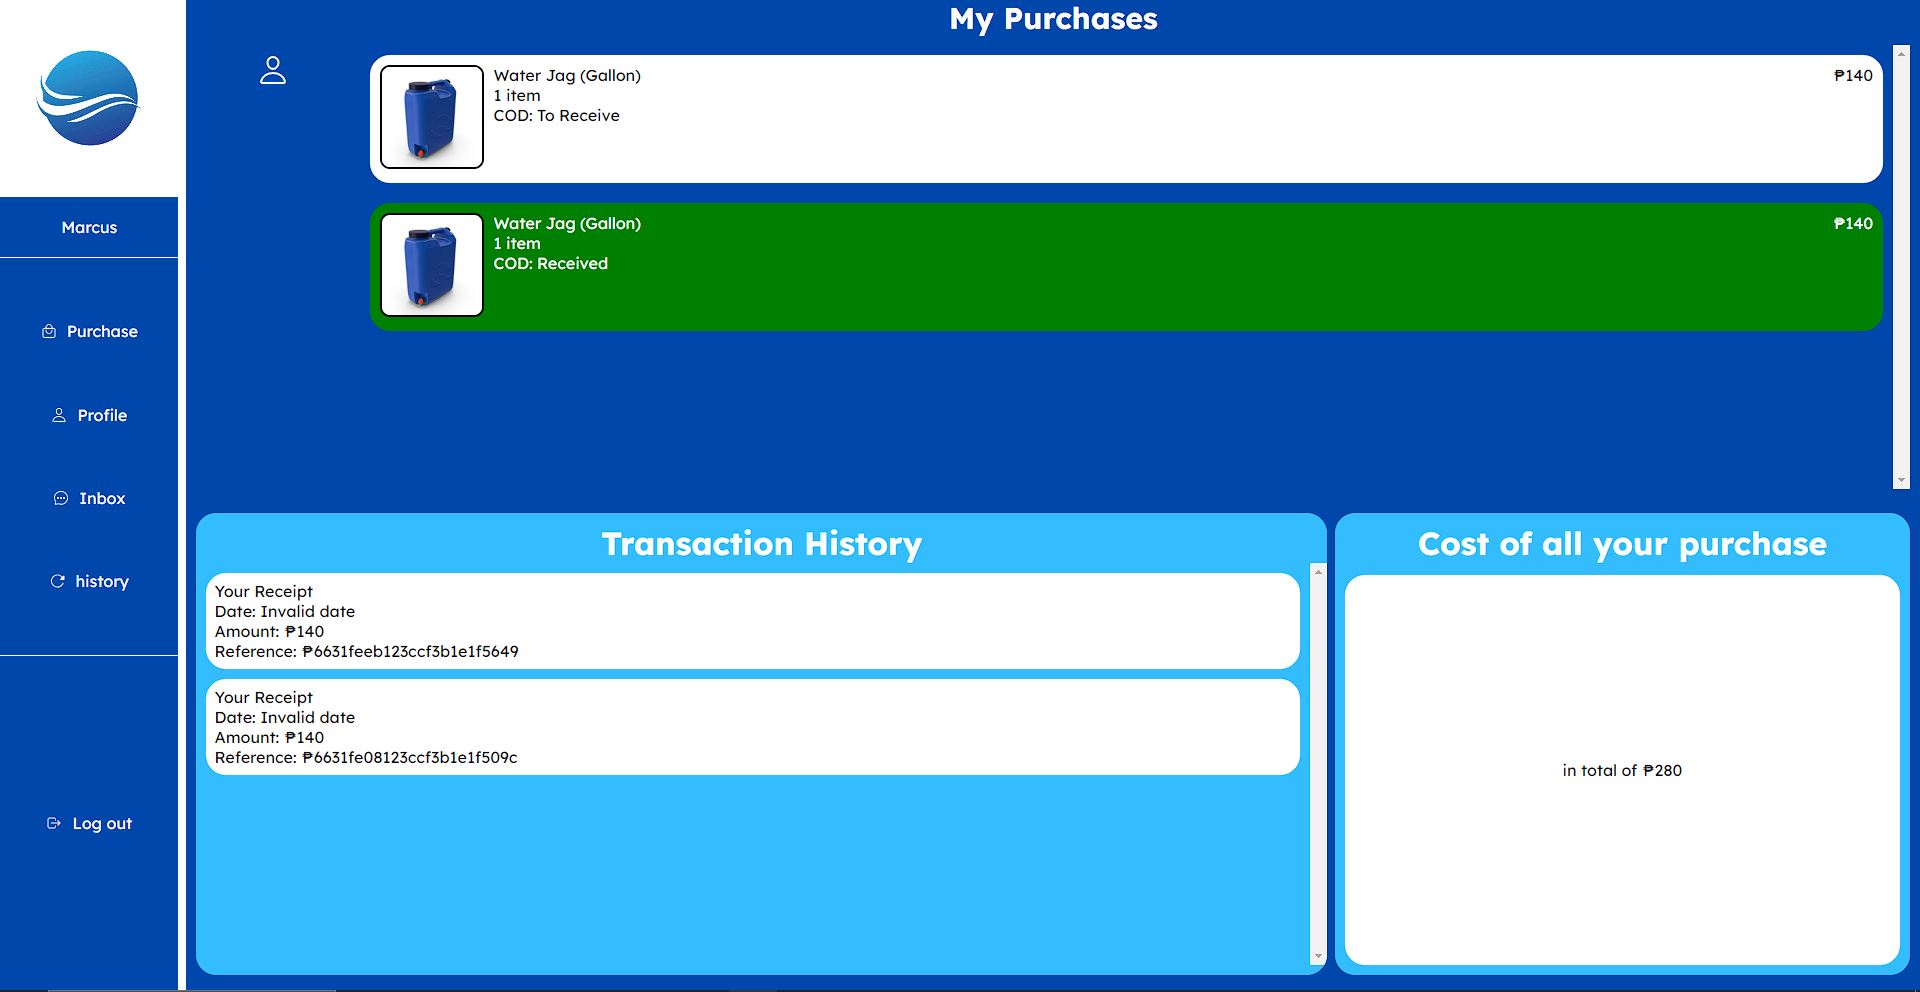 My Purchases
Water Jag (Gallon)
₱140
1 item
COD: To Receive
Water Jag (Gallon)
₱140
1 item
COD: Received
Marcus
Purchase
Profile
Inbox
history
Log out
Transaction History
Your Receipt
Date: Invalid date
Amount: ₱140
Reference: ₱6631feeb123ccf3b1e1f5649
Your Receipt
Date: Invalid date
Amount: ₱140
Reference: ₱6631fe08123ccf3b1e1f509c
Cost of all your purchase
in total of ₱280